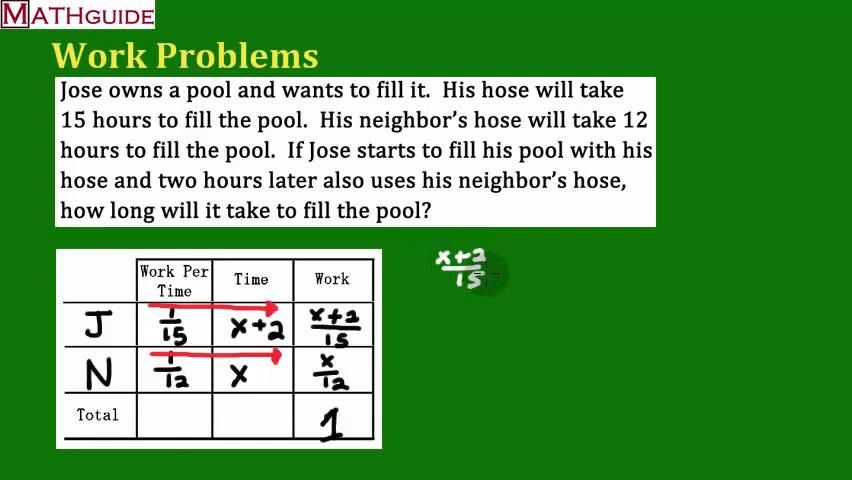 MATHGUIDE
Work Problems
Jose owns a pool and wants to fill it. His hose will take
15 hours to fill the pool. His neighbor's hose will take 12
hours to fill the pool. If Jose starts to fill his pool with his
hose and two hours later also uses his neighbor's hose,
how long will it take to fill the pool?
x+2
15
Work Per Time Time Work
J 1/15 x+2 x+2/15
N 1/12 x x/12
Total 1